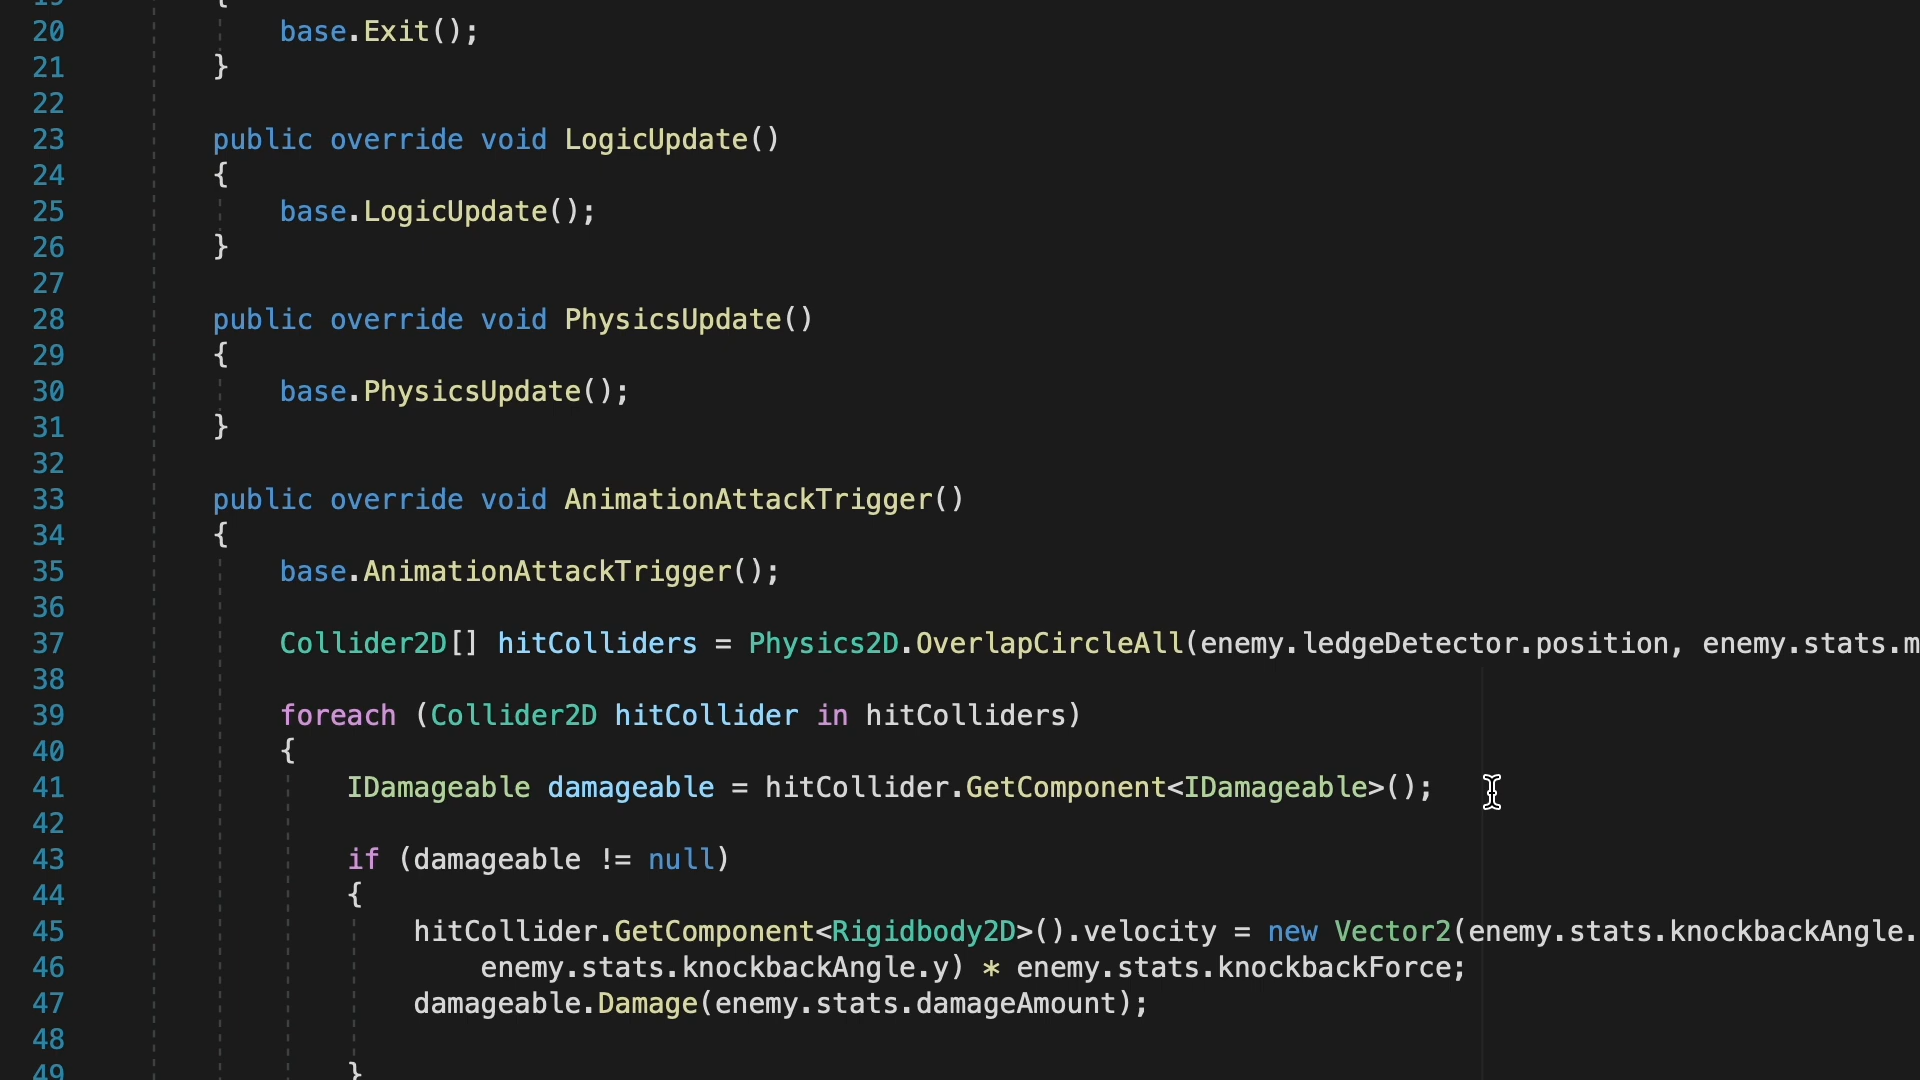 19 {
20 base.Exit();
21 }
22
23 public override void LogicUpdate()
24 {
25 base.LogicUpdate();
26 }
27
28 public override void PhysicsUpdate()
29 {
30 base.PhysicsUpdate();
31 }
32
33 public override void AnimationAttackTrigger()
34 {
35 base.AnimationAttackTrigger();
36
37 Collider2D[] hitColliders = Physics2D.OverlapCircleAll(enemy.ledgeDetector.position, enemy.stats.m
38
39 foreach (Collider2D hitCollider in hitColliders)
40 {
41 IDamageable damageable = hitCollider.GetComponent<IDamageable>();
42
43 if (damageable != null)
44 {
45 hitCollider.GetComponent<Rigidbody2D>().velocity = new Vector2(enemy.stats.knockbackAngle.
46 enemy.stats.knockbackAngle.y) * enemy.stats.knockbackForce;
47 damageable.Damage(enemy.stats.damageAmount);
48
49 }